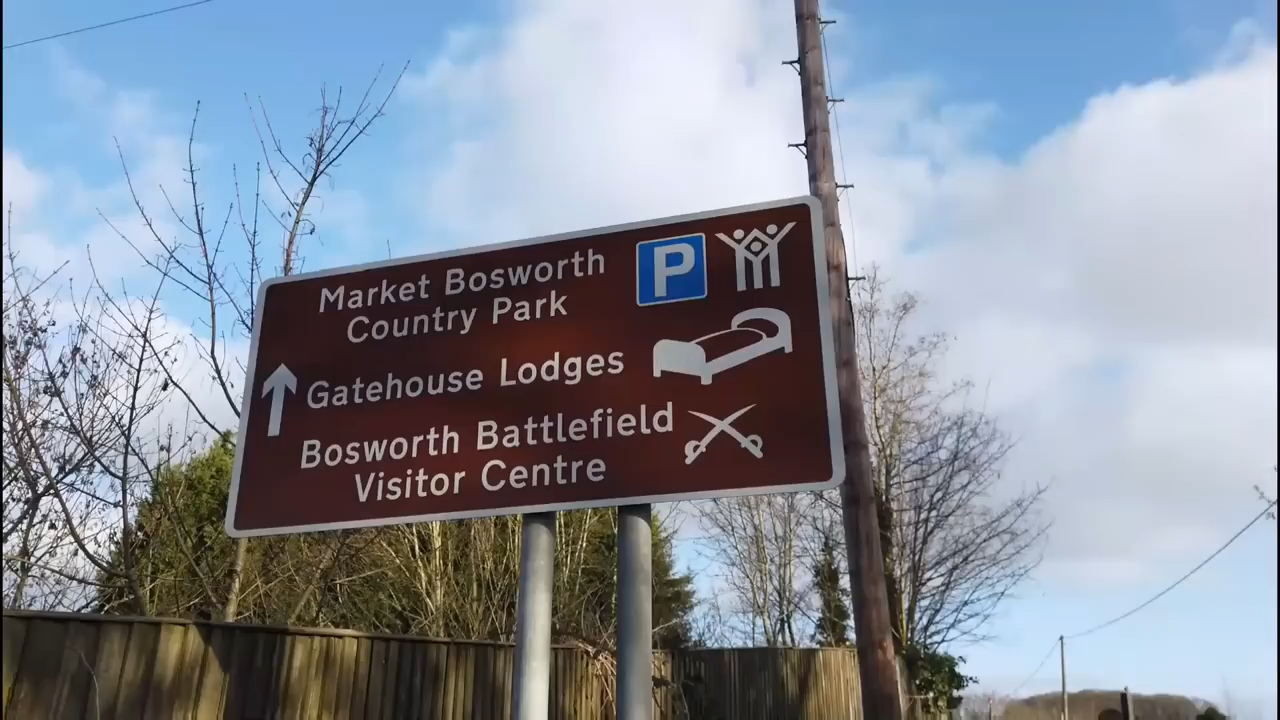 Market Bosworth
Country Park
P
Gatehouse Lodges
Bosworth Battlefield
Visitor Centre